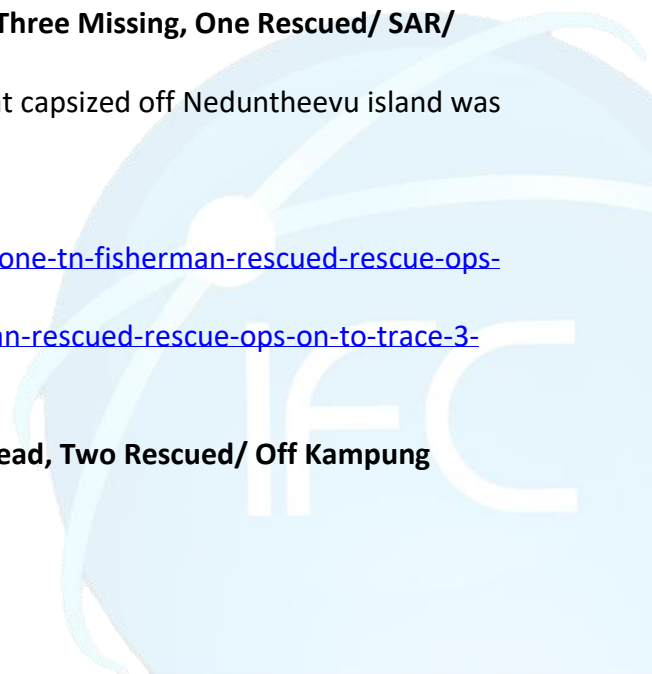 Three Missing, One Rescued/ SAR/
t capsized off Neduntheevu island was
one-tn-fisherman-rescued-rescue-ops-
n-rescued-rescue-ops-on-to-trace-3-
ead, Two Rescued/ Off Kampung
IFC